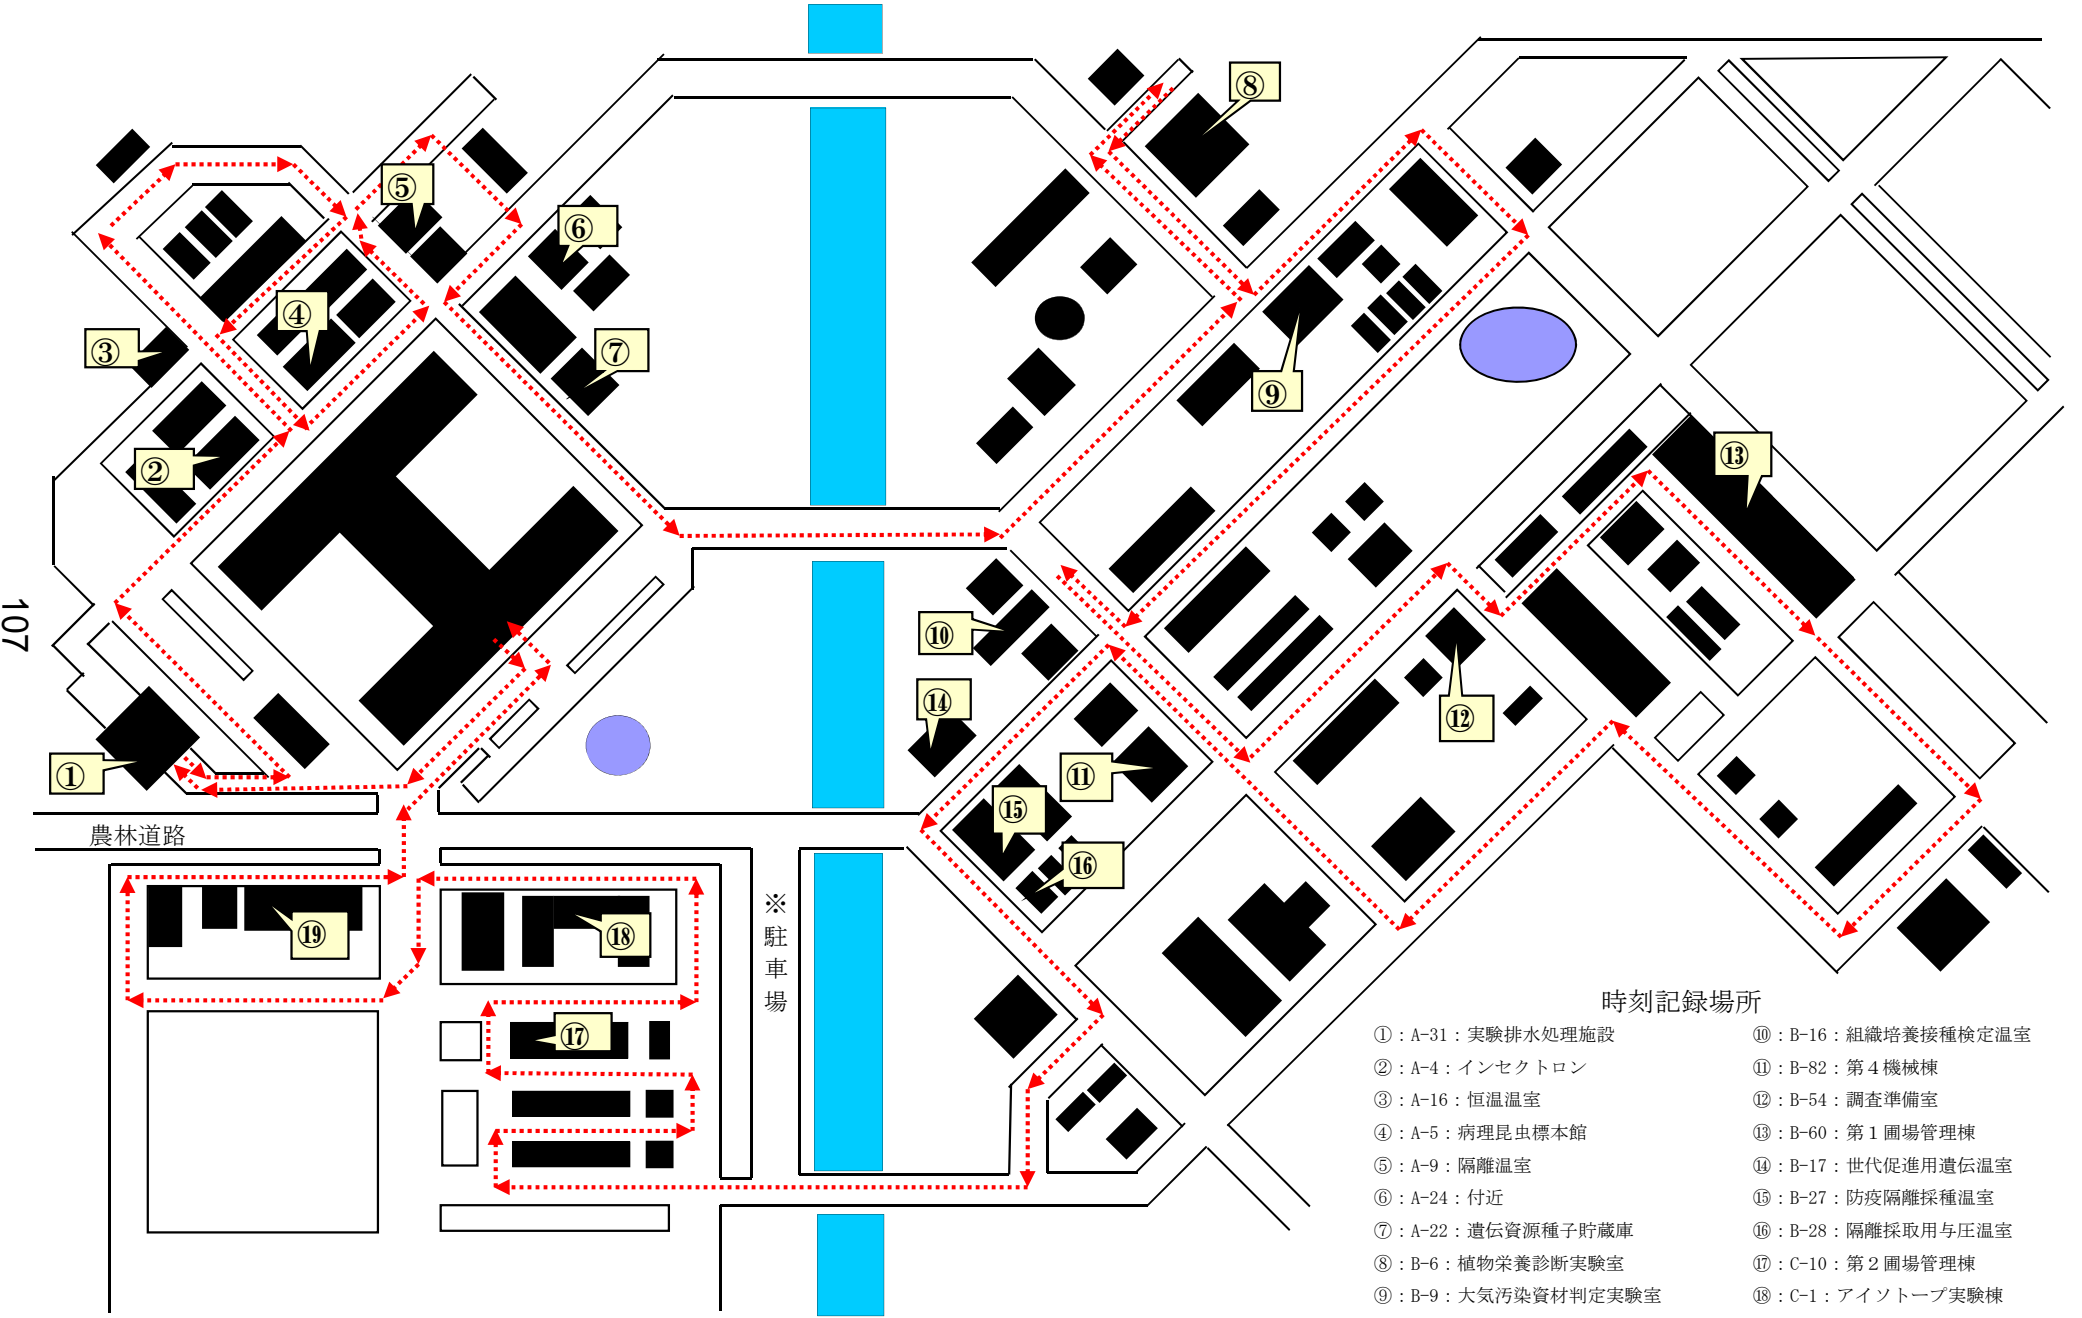 ⑧
⑤
⑥
④
③
⑦
⑨
②
⑬
107
⑩
⑭
⑫
①
⑪
⑮
農林道路
⑯
※駐車場
⑲
⑱
⑰
時刻記録場所
①：A-31：実験排水処理施設
②：A-4：インセクトロン
③：A-16：恒温温室
④：A-5：病理昆虫標本館
⑤：A-9：隔離温室
⑥：A-24：付近
⑦：A-22：遺伝資源種子貯蔵庫
⑧：B-6：植物栄養診断実験室
⑨：B-9：大気汚染資材判定実験室
⑩：B-16：組織培養接種検定温室
⑪：B-82：第４機械棟
⑫：B-54：調査準備室
⑬：B-60：第１圃場管理棟
⑭：B-17：世代促進用遺伝温室
⑮：B-27：防疫隔離採種温室
⑯：B-28：隔離採取用与圧温室
⑰：C-10：第２圃場管理棟
⑱：C-1：アイソトープ実験棟